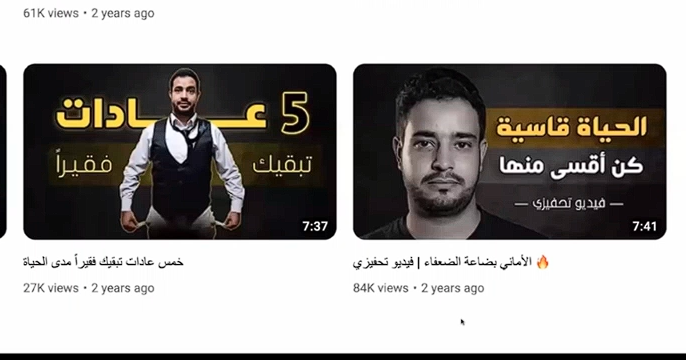 61K views • 2 years ago
5 عادات
تبقيك فقيراً
7:37
خمس عادات تبقيك فقيراً مدى الحياة
27K views • 2 years ago
الحياة قاسية
كن أقسى منها
— فيديو تحفيزي —
7:41
الأماني بضاعة الضعفاء | فيديو تحفيزي 🔥
84K views • 2 years ago